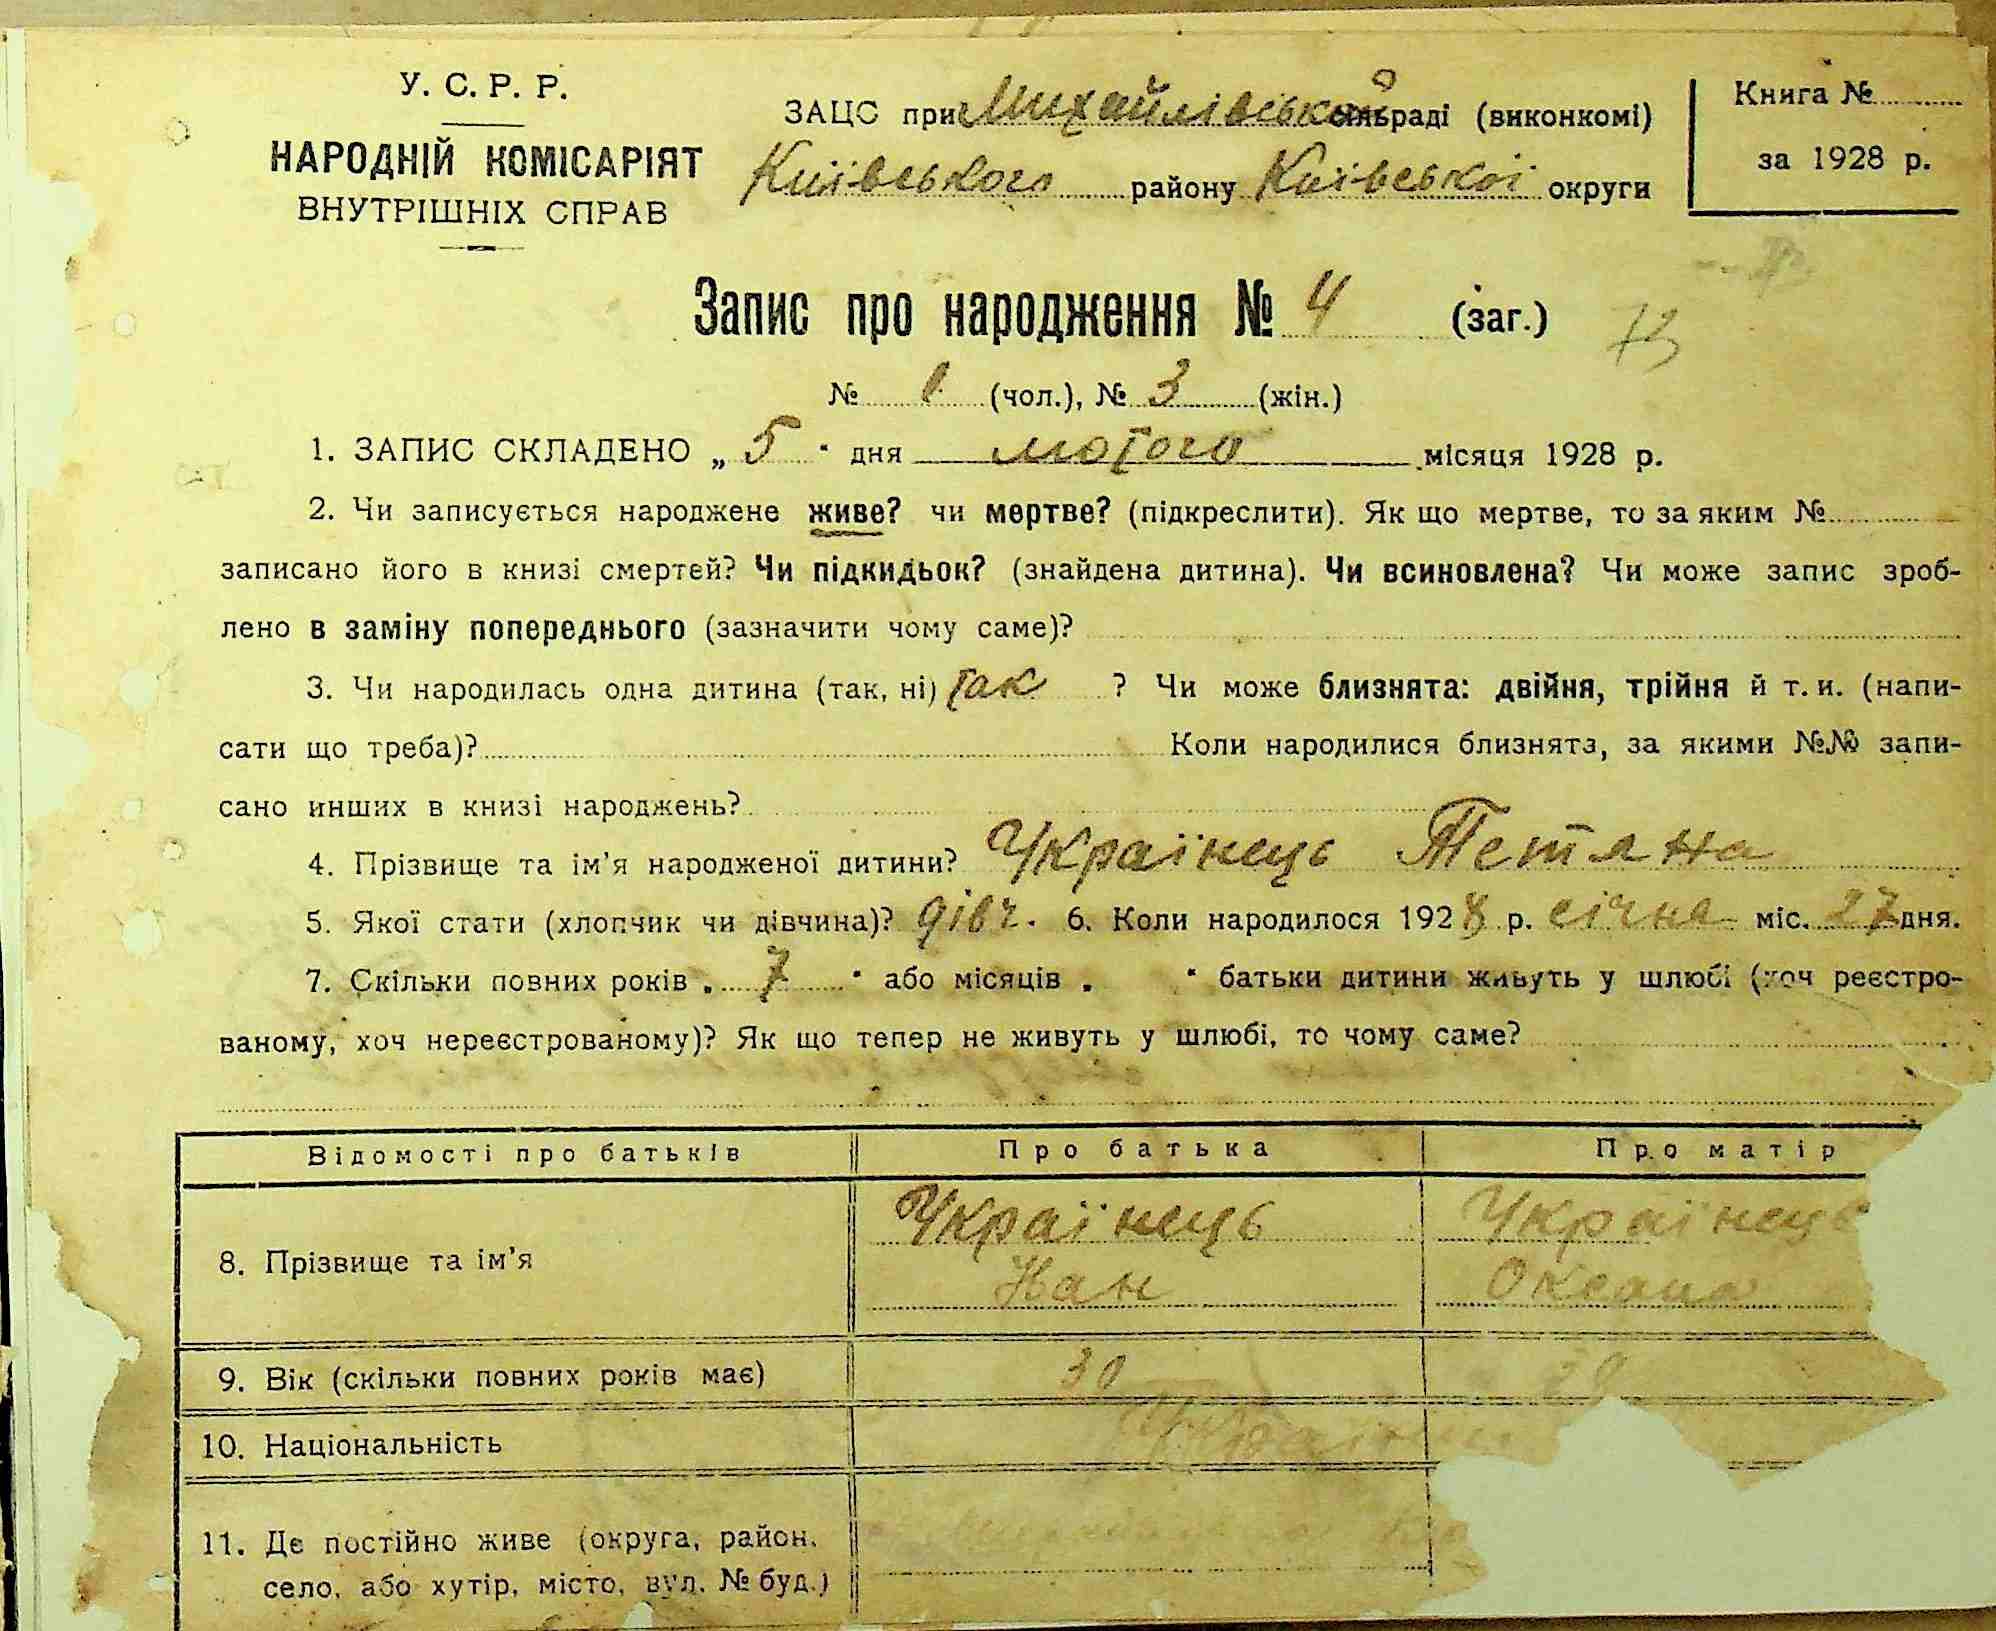 У. С. Р. Р.
НАРОДНІЙ КОМІСАРІЯТ
ВНУТРІШНІХ СПРАВ
ЗАЦС при Михайлівській сільраді (виконкомі)
Київського району Київської округи
Книга №
за 1928 р.
Запис про народження № 4 (заг.)
73
№ 1 (чол.), № 3 (жін.)
1. ЗАПИС СКЛАДЕНО „ 5 " дня лютого місяця 1928 р.
2. Чи записується народжене живе? чи мертве? (підкреслити). Як що мертве, то за яким №
записано його в книзі смертей? Чи підкидьок? (знайдена дитина). Чи всиновлена? Чи може запис зроб-
лено в заміну попереднього (зазначити чому саме)?
3. Чи народилась одна дитина (так, ні) так ? Чи може близнята: двійня, трійня й т. и. (напи-
сати що треба)? Коли народилися близнята, за якими №№ запи-
сано инших в книзі народжень?
4. Прізвище та ім'я народженої дитини? Українець Тетяна
5. Якої стати (хлопчик чи дівчина)? дівч. 6. Коли народилося 1928 р. січня міс. 27 дня.
7. Скільки повних років „ 7 " або місяців „ " батьки дитини живуть у шлюбі (хоч реєстро-
ваному, хоч нереєстрованому)? Як що тепер не живуть у шлюбі, то чому саме?
Відомості про батьків Про батька Про матір
8. Прізвище та ім'я Українець Українець
Іван Оксана
9. Вік (скільки повних років має) 30
10. Національність
11. Де постійно живе (округа, район,
село, або хутір, місто, вул. № буд.)